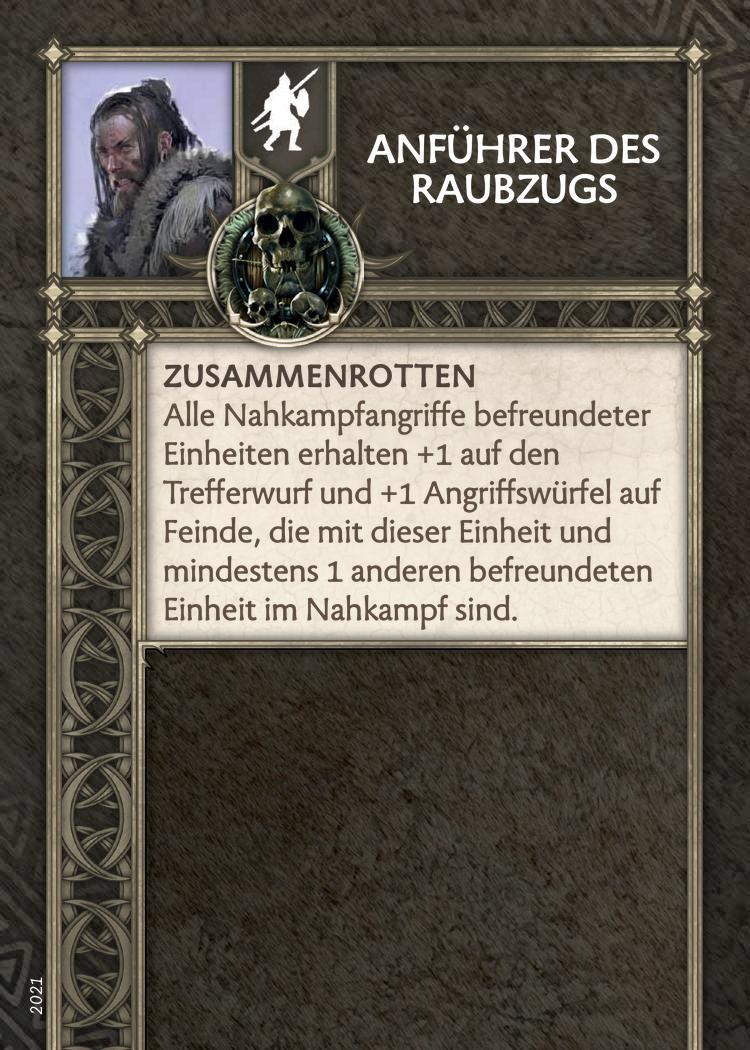 ANFÜHRER DES
RAUBZUGS
ZUSAMMENROTTEN
Alle Nahkampfangriffe befreundeter
Einheiten erhalten +1 auf den
Trefferwurf und +1 Angriffswürfel auf
Feinde, die mit dieser Einheit und
mindestens 1 anderen befreundeten
Einheit im Nahkampf sind.
2021